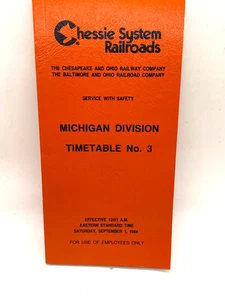 Chessie System
Railroads
THE CHESAPEAKE AND OHIO RAILWAY COMPANY
THE BALTIMORE AND OHIO RAILROAD COMPANY
SERVICE WITH SAFETY
MICHIGAN DIVISION
TIMETABLE No. 3
EFFECTIVE 12:01 A.M.
EASTERN STANDARD TIME
SATURDAY, SEPTEMBER 1,
FOR USE OF EMPLOYEES ONLY